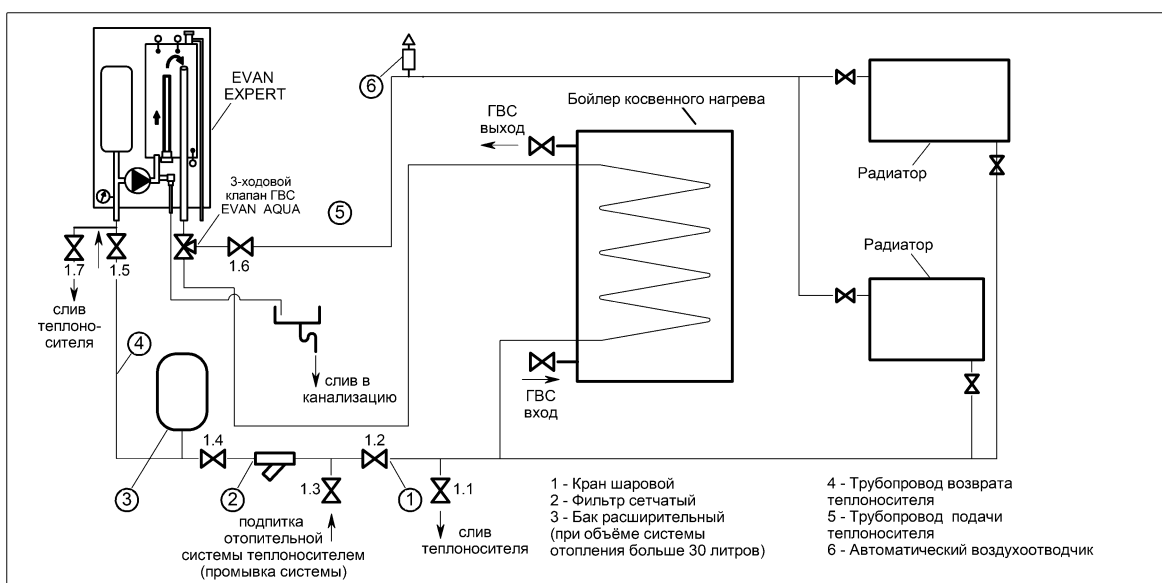 EVAN
EXPERT
3-ходовой
клапан ГВС
EVAN AQUA
6
5
ГВС
выход
Бойлер косвенного нагрева
Радиатор
Радиатор
1.7
1.5
1.6
слив
теплоно-
сителя
4
слив в
канализацию
ГВС
вход
3
1.4
2
1.3
1.2
1
1.1
подпитка
отопительной
системы теплоносителем
(промывка системы)
слив
теплоносителя
1 - Кран шаровой
2 - Фильтр сетчатый
3 - Бак расширительный
(при объёме системы
отопления больше 30 литров)
4 - Трубопровод возврата
теплоносителя
5 - Трубопровод подачи
теплоносителя
6 - Автоматический воздухоотводчик